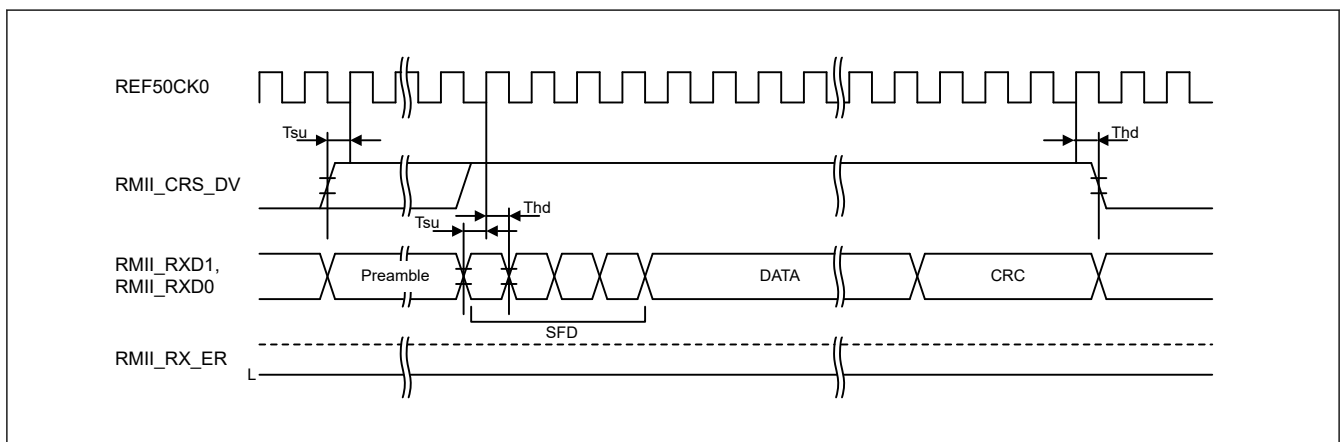 REF50CK0
Tsu
Thd
RMII_CRS_DV
Tsu
Thd
RMII_RXD1,
RMII_RXD0
Preamble
DATA
CRC
SFD
RMII_RX_ER
L